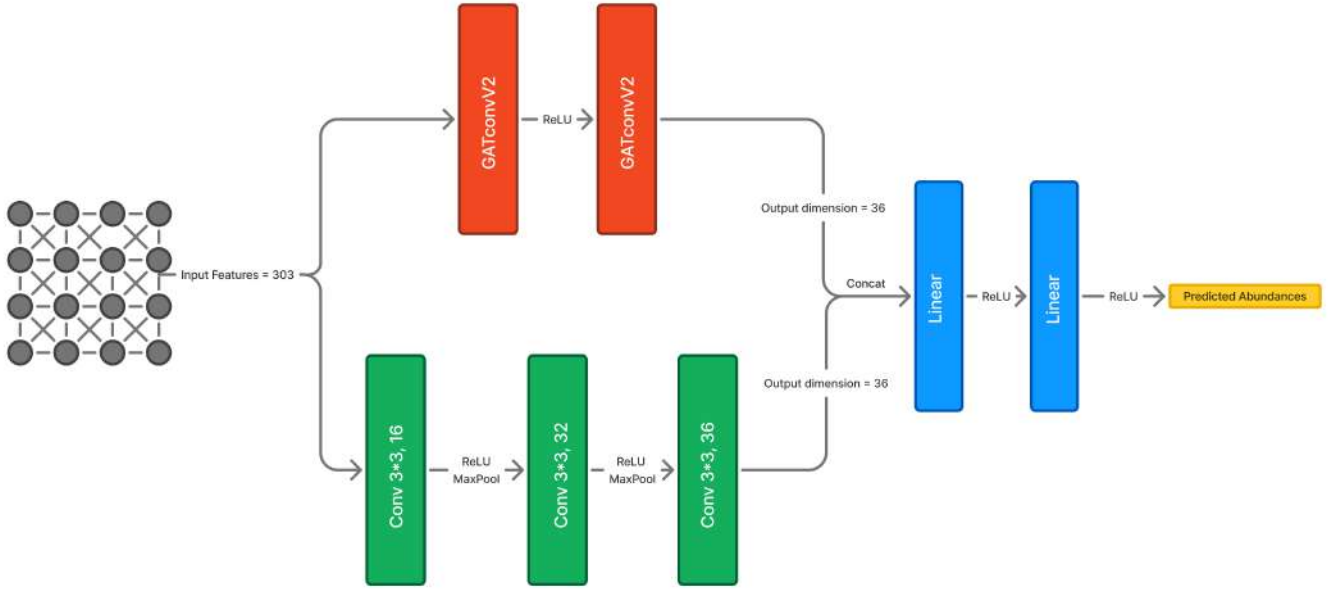 GATconvV2
ReLU
GATconvV2
Output dimension = 36
Input Features = 303
Concat
Linear
ReLU
Linear
ReLU
Predicted Abundances
Output dimension = 36
Conv 3*3, 16
ReLU
MaxPool
Conv 3*3, 32
ReLU
MaxPool
Conv 3*3, 36